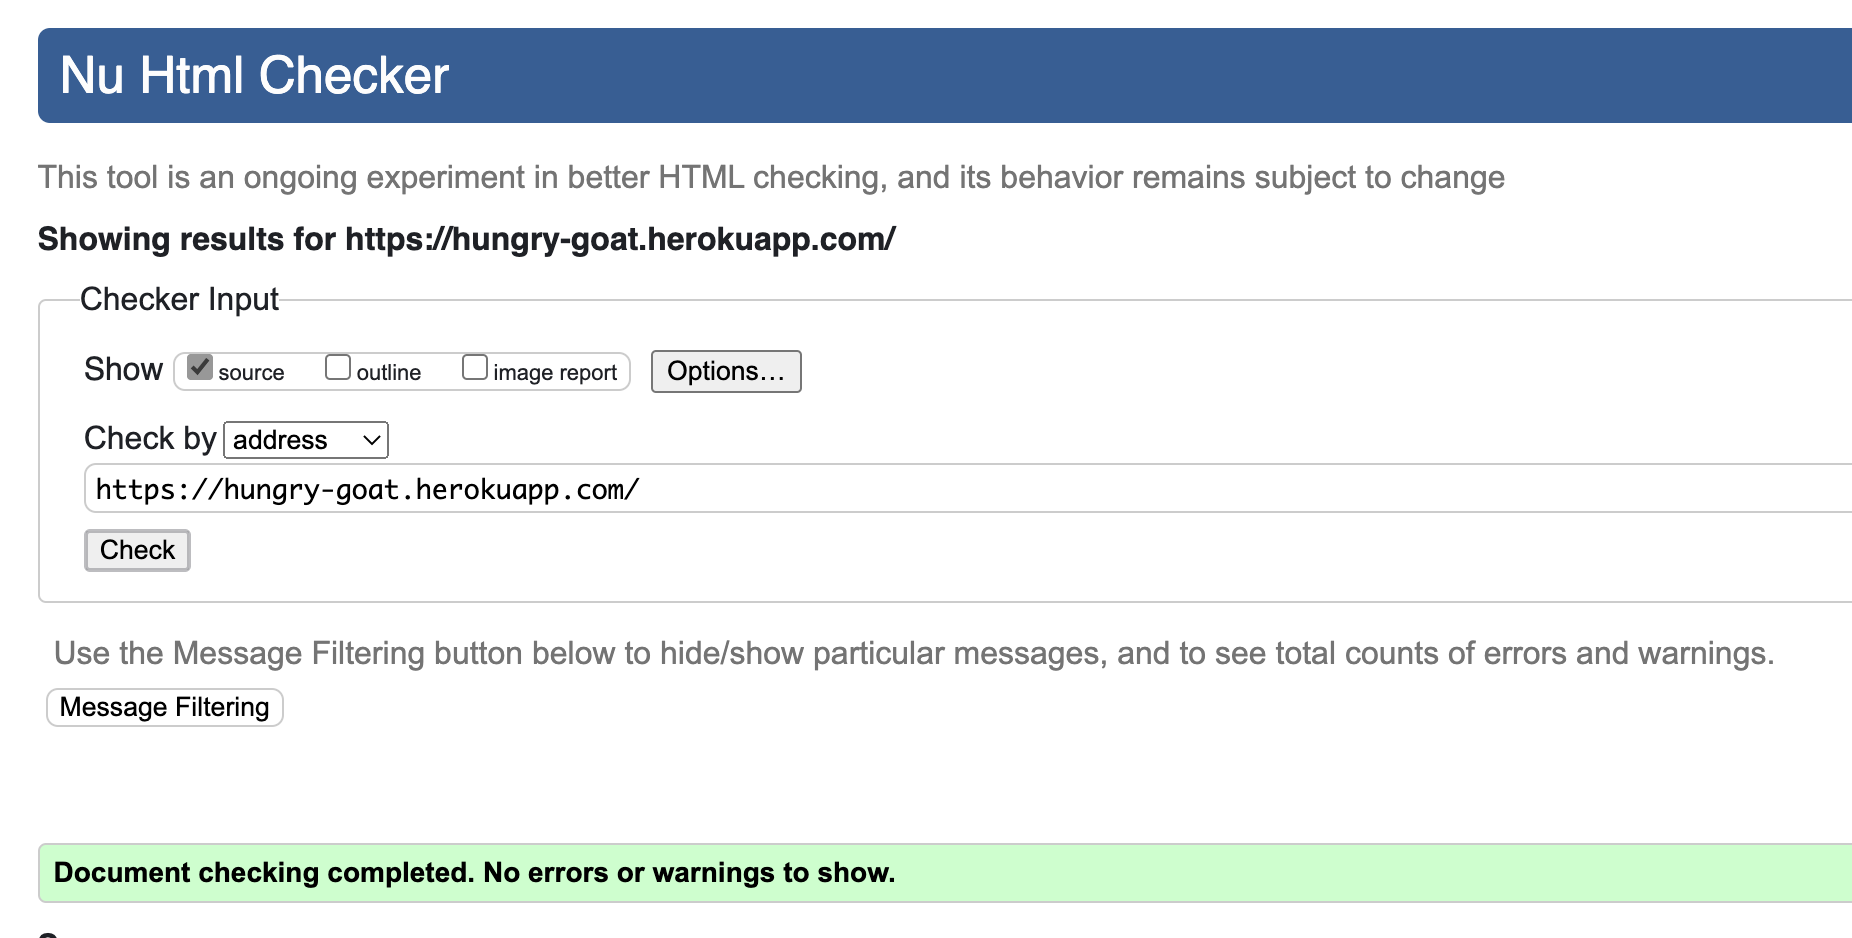 Nu Html Checker
This tool is an ongoing experiment in better HTML checking, and its behavior remains subject to change
Showing results for https://hungry-goat.herokuapp.com/
Checker Input
Show source outline image report Options…
Check by address
https://hungry-goat.herokuapp.com/
Check
Use the Message Filtering button below to hide/show particular messages, and to see total counts of errors and warnings.
Message Filtering
Document checking completed. No errors or warnings to show.